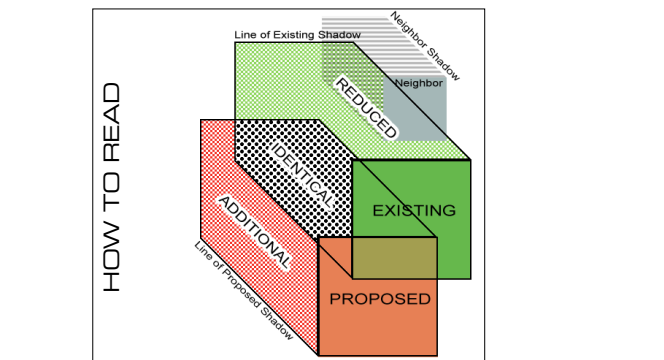 HOW TO READ
Line of Existing Shadow
Neighbor Shadow
Neighbor
REDUCED
IDENTICAL
EXISTING
ADDITIONAL
Line of Proposed Shadow
PROPOSED